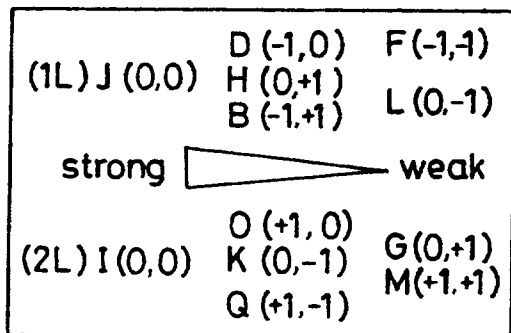 D (-1,0) F(-1,-1)
(1L) J (0,0) H (0,+1)
B (-1,+1) L (0,-1)
strong weak
O (+1, 0)
(2L) I (0,0) K (0,-1) G (0,+1)
Q (+1,-1) M(+1,+1)